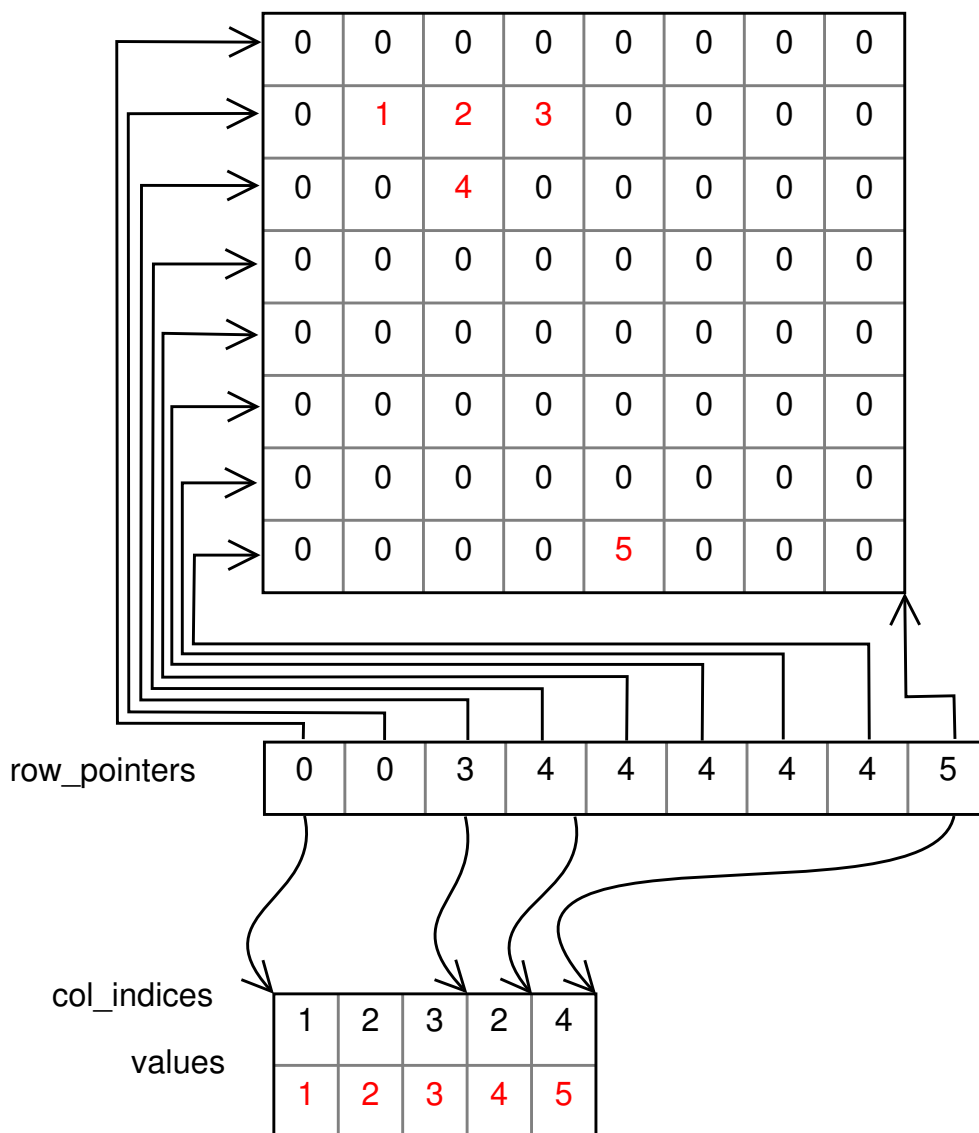 0 0 0 0 0 0 0 0
0 1 2 3 0 0 0 0
0 0 4 0 0 0 0 0
0 0 0 0 0 0 0 0
0 0 0 0 0 0 0 0
0 0 0 0 0 0 0 0
0 0 0 0 0 0 0 0
0 0 0 0 5 0 0 0
row_pointers 0 0 3 4 4 4 4 4 5
col_indices 1 2 3 2 4
values 1 2 3 4 5